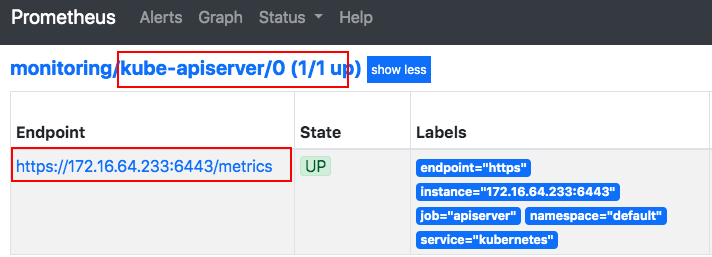 Prometheus Alerts Graph Status Help
monitoring/kube-apiserver/0 (1/1 up) show less
Endpoint State Labels
https://172.16.64.233:6443/metrics UP endpoint="https"
instance="172.16.64.233:6443"
job="apiserver" namespace="default"
service="kubernetes"